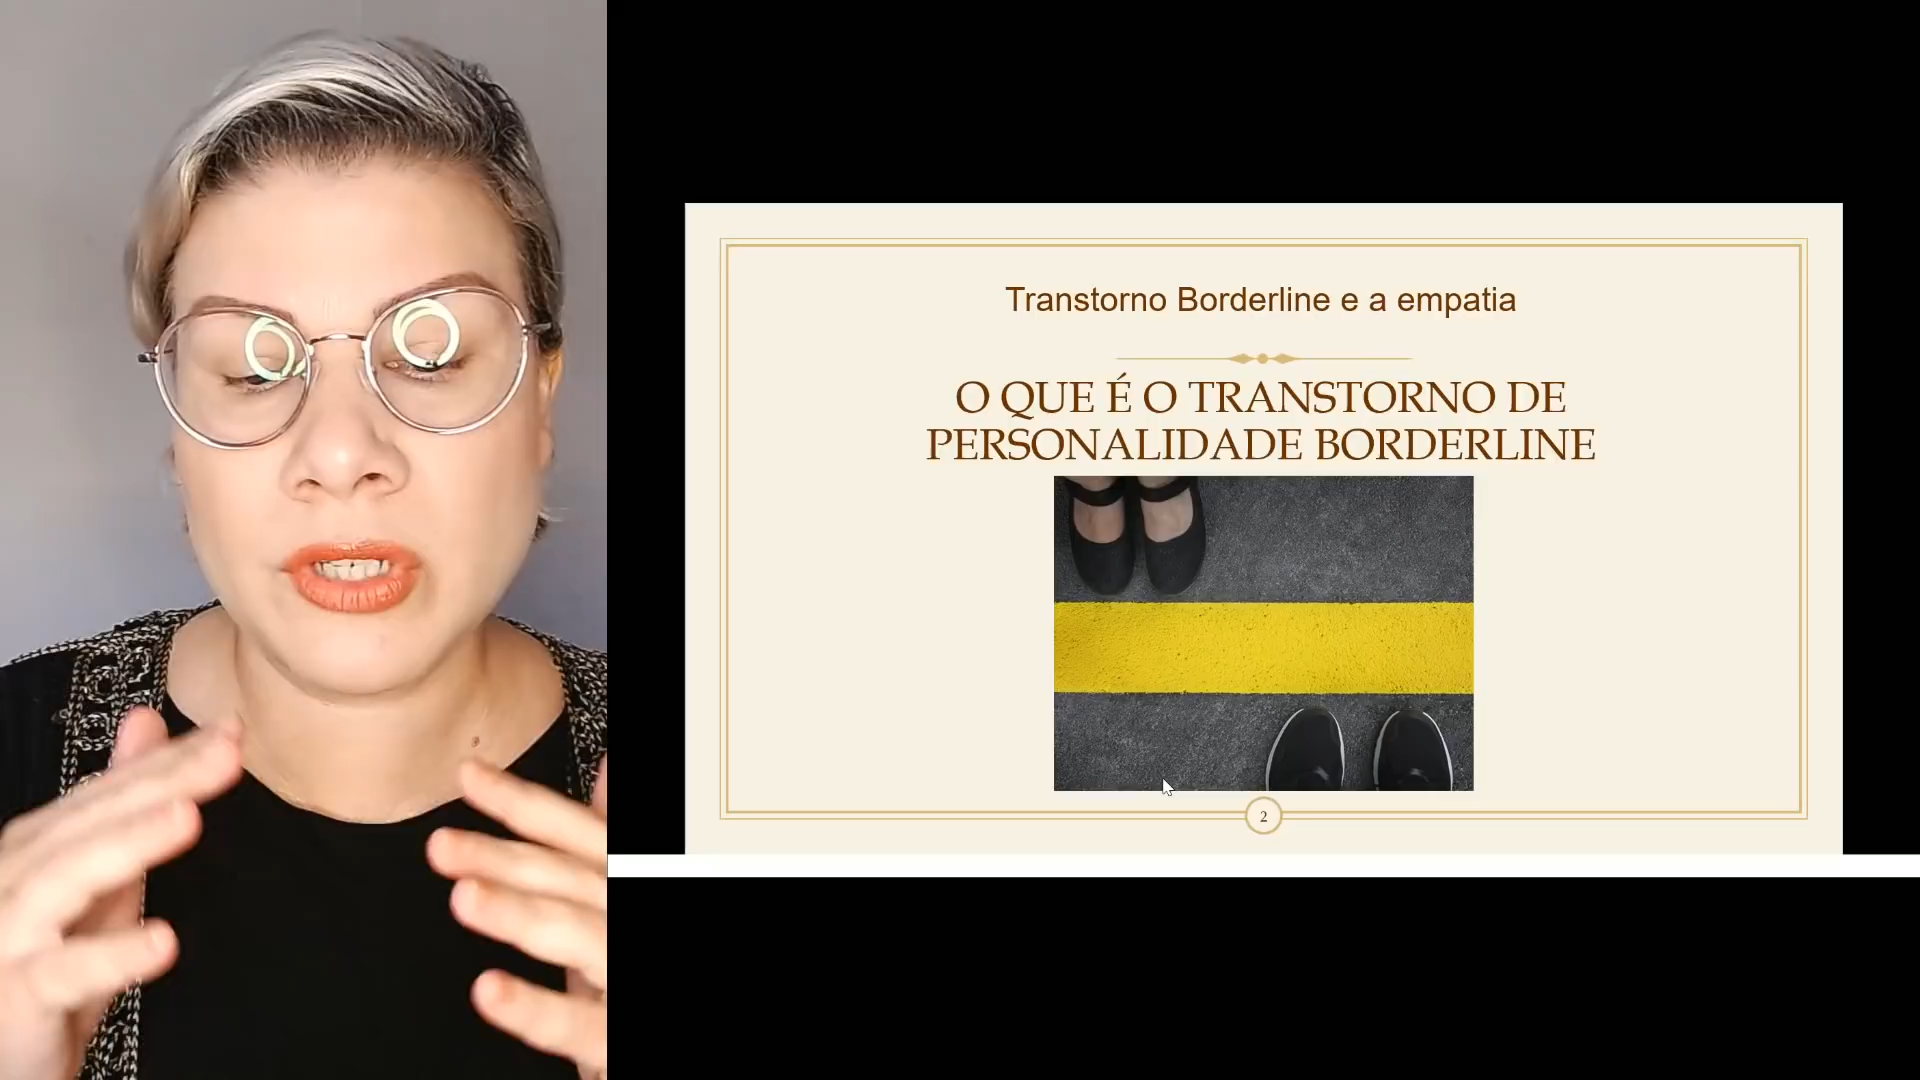 Transtorno Borderline e a empatia
O QUE É O TRANSTORNO DE
PERSONALIDADE BORDERLINE
2